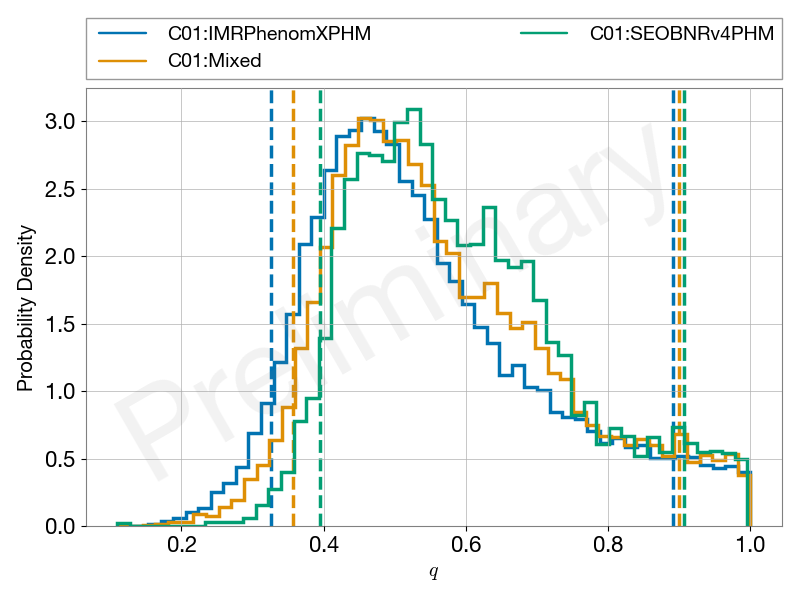 C01:IMRPhenomXPHM
C01:Mixed
C01:SEOBNRv4PHM
Preliminary
Probability Density
3.0
2.5
2.0
1.5
1.0
0.5
0.0
0.2 0.4 0.6 0.8 1.0
q